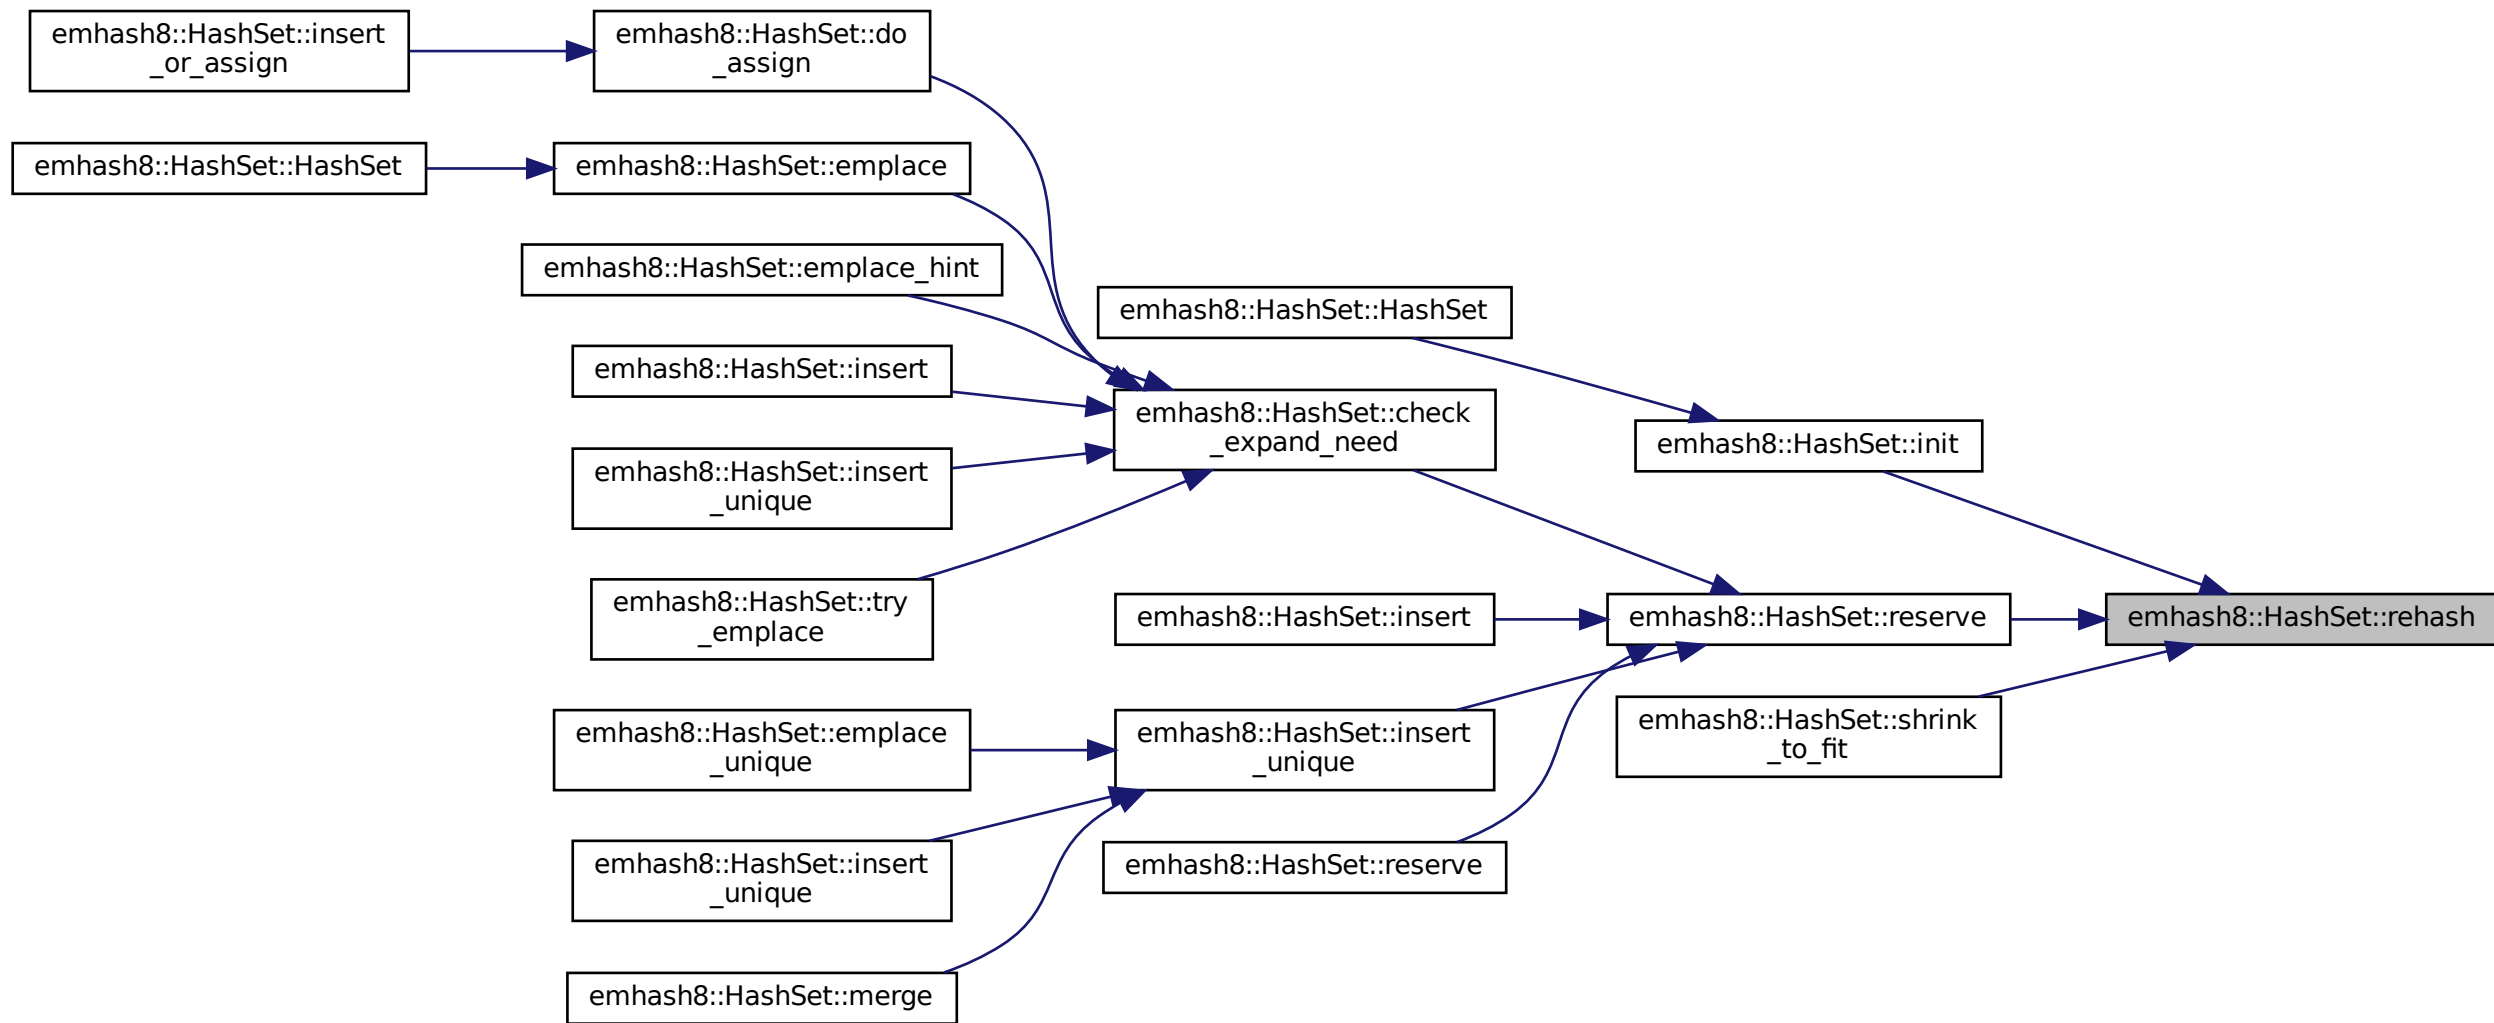 emhash8::HashSet::insert
_or_assign
emhash8::HashSet::do
_assign
emhash8::HashSet::HashSet
emhash8::HashSet::emplace
emhash8::HashSet::emplace_hint
emhash8::HashSet::HashSet
emhash8::HashSet::insert
emhash8::HashSet::check
_expand_need
emhash8::HashSet::init
emhash8::HashSet::insert
_unique
emhash8::HashSet::try
_emplace
emhash8::HashSet::insert
emhash8::HashSet::reserve
emhash8::HashSet::rehash
emhash8::HashSet::shrink
_to_fit
emhash8::HashSet::emplace
_unique
emhash8::HashSet::insert
_unique
emhash8::HashSet::insert
_unique
emhash8::HashSet::reserve
emhash8::HashSet::merge